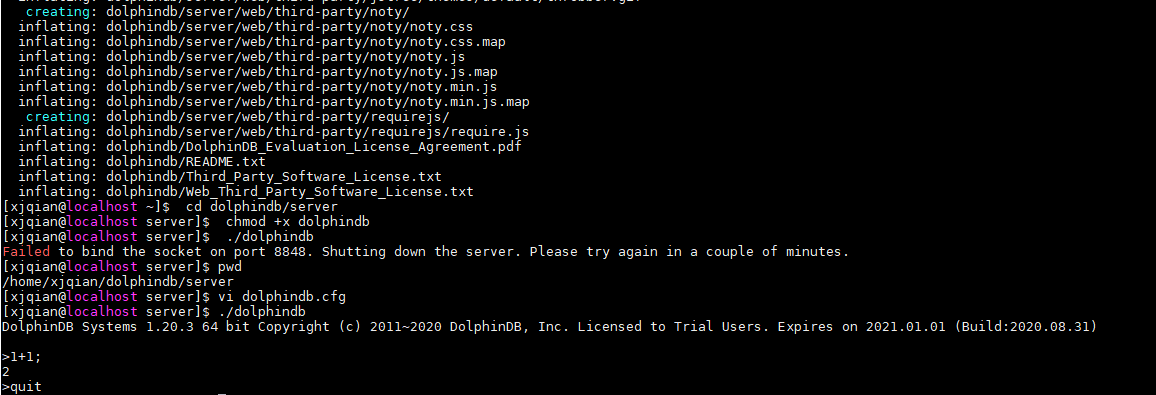 creating: dolphindb/server/web/third-party/noty/
inflating: dolphindb/server/web/third-party/noty/noty.css
inflating: dolphindb/server/web/third-party/noty/noty.css.map
inflating: dolphindb/server/web/third-party/noty/noty.js
inflating: dolphindb/server/web/third-party/noty/noty.js.map
inflating: dolphindb/server/web/third-party/noty/noty.min.js
inflating: dolphindb/server/web/third-party/noty/noty.min.js.map
creating: dolphindb/server/web/third-party/requirejs/
inflating: dolphindb/server/web/third-party/requirejs/require.js
inflating: dolphindb/DolphinDB_Evaluation_License_Agreement.pdf
inflating: dolphindb/README.txt
inflating: dolphindb/Third_Party_Software_License.txt
inflating: dolphindb/Web_Third_Party_Software_License.txt
[xjqian@localhost ~]$  cd dolphindb/server
[xjqian@localhost server]$  chmod +x dolphindb
[xjqian@localhost server]$  ./dolphindb
Failed to bind the socket on port 8848. Shutting down the server. Please try again in a couple of minutes.
[xjqian@localhost server]$ pwd
/home/xjqian/dolphindb/server
[xjqian@localhost server]$ vi dolphindb.cfg
[xjqian@localhost server]$ ./dolphindb
DolphinDB Systems 1.20.3 64 bit Copyright (c) 2011~2020 DolphinDB, Inc. Licensed to Trial Users. Expires on 2021.01.01 (Build:2020.08.31)
>1+1;
2
>quit